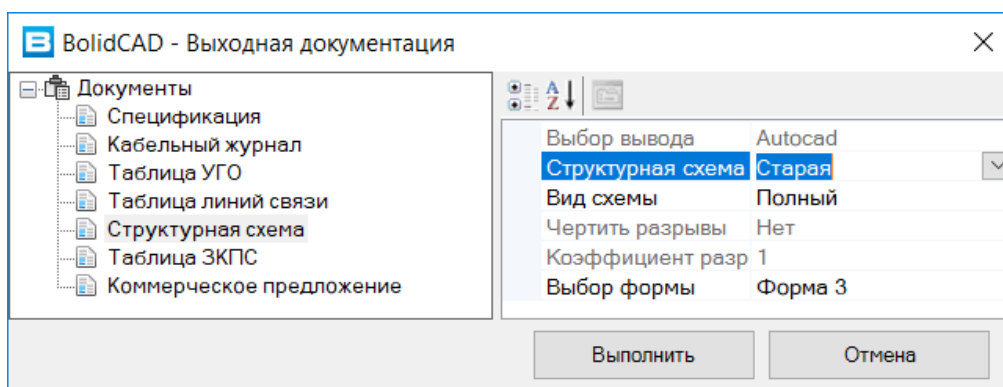 BolidCAD - Выходная документация
Документы
Спецификация
Кабельный журнал
Таблица УГО
Таблица линий связи
Структурная схема
Таблица ЗКПС
Коммерческое предложение
Выбор вывода Autocad
Структурная схема Старая
Вид схемы Полный
Чертить разрывы Нет
Коэффициент разр 1
Выбор формы Форма 3
Выполнить Отмена